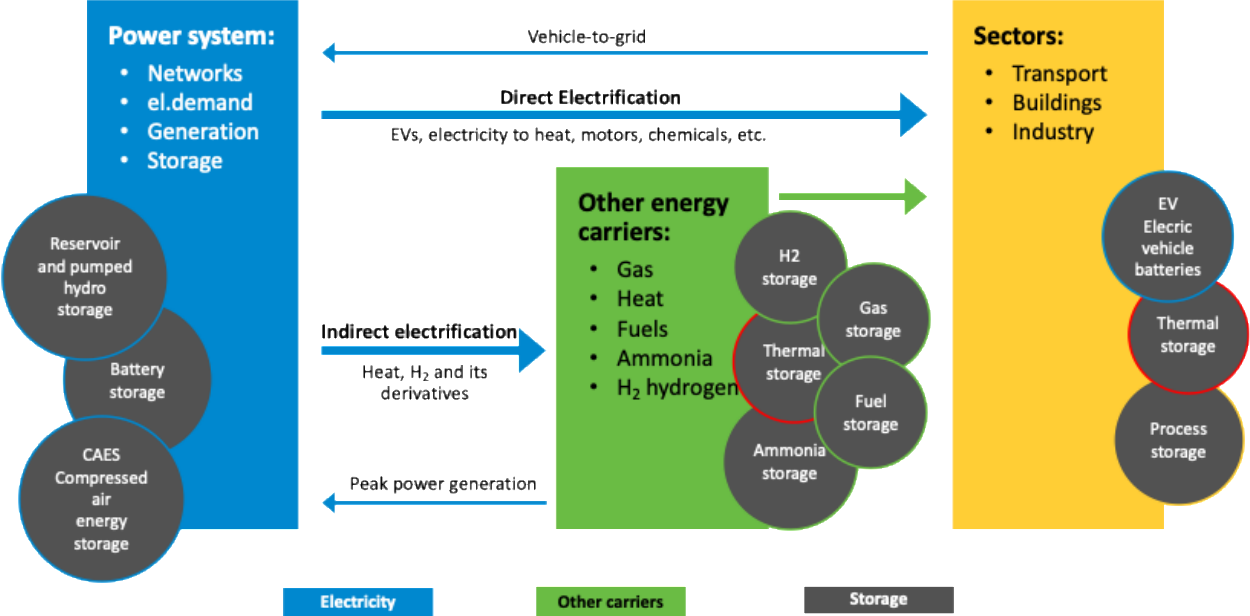 Power system:
• Networks
• el.demand
• Generation
• Storage
Reservoir
and pumped
hydro
storage
Battery
storage
CAES
Compressed
air
energy
storage
Vehicle-to-grid
Direct Electrification
EVs, electricity to heat, motors, chemicals, etc.
Indirect electrification
Heat, H₂ and its
derivatives
Peak power generation
Other energy
carriers:
• Gas
• Heat
• Fuels
• Ammonia
• H₂ hydrogen
H2
storage
Gas
storage
Thermal
storage
Fuel
storage
Ammonia
storage
Sectors:
• Transport
• Buildings
• Industry
EV
Elecric
vehicle
batteries
Thermal
storage
Process
storage
Electricity
Other carriers
Storage